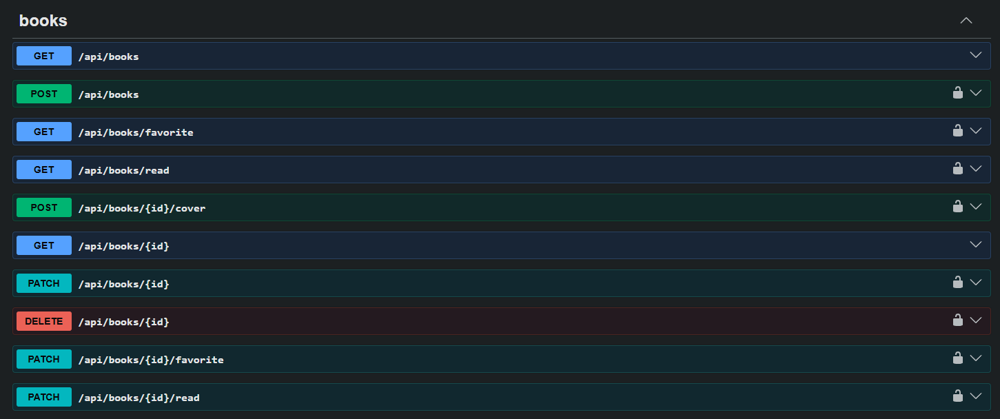 books
GET /api/books
POST /api/books
GET /api/books/favorite
GET /api/books/read
POST /api/books/{id}/cover
GET /api/books/{id}
PATCH /api/books/{id}
DELETE /api/books/{id}
PATCH /api/books/{id}/favorite
PATCH /api/books/{id}/read